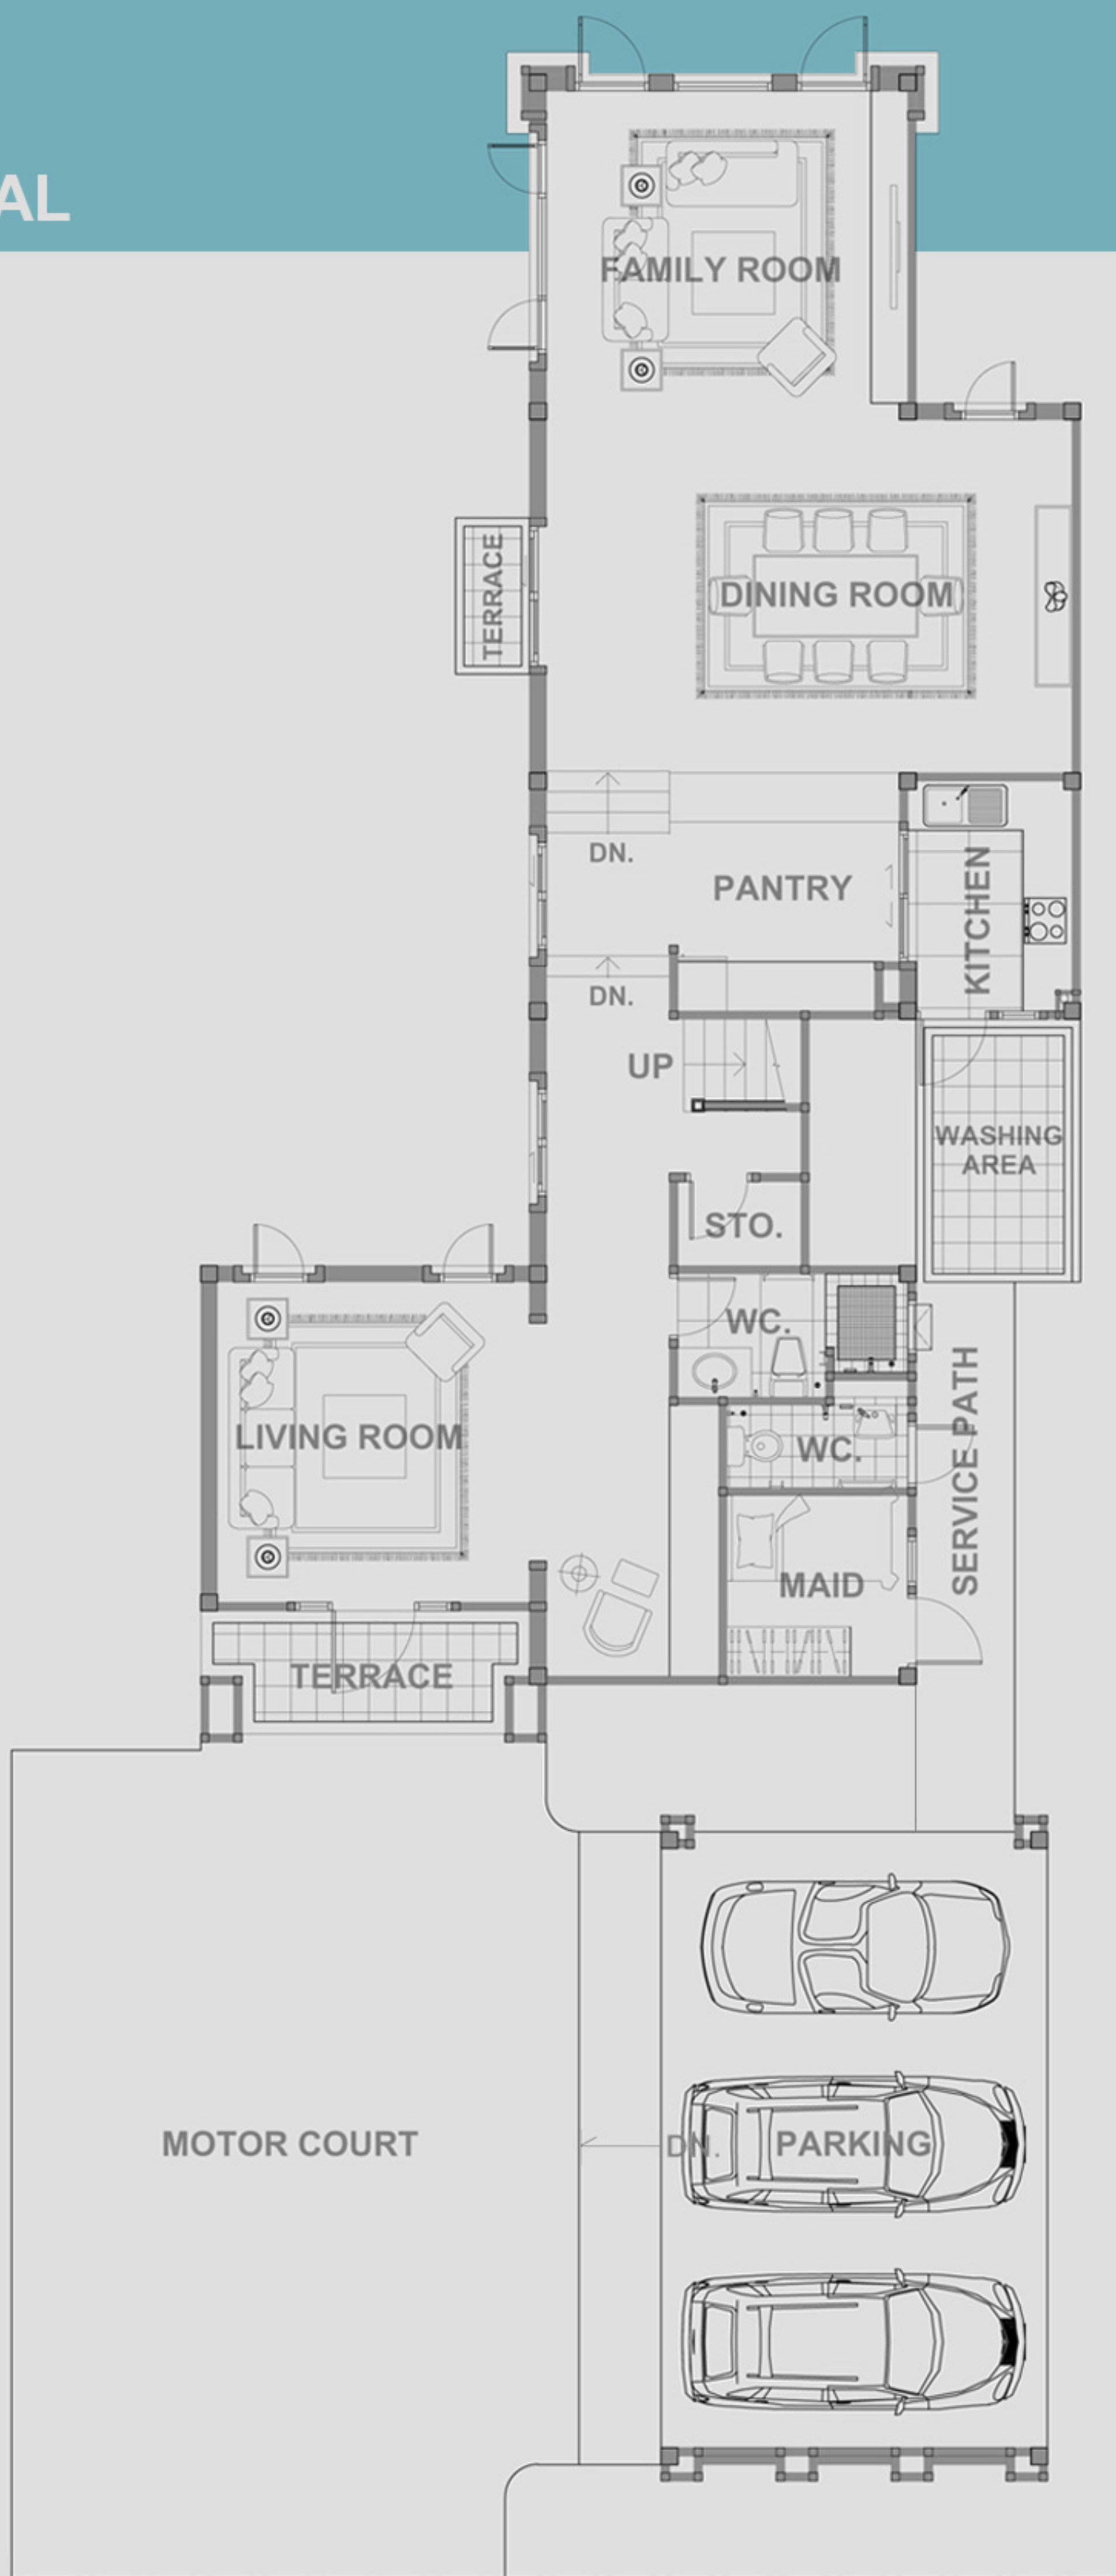 AL
FAMILY ROOM
TERRACE
DINING ROOM
DN.
PANTRY
KITCHEN
DN.
UP
WASHING
AREA
STO.
WC.
LIVING ROOM
WC.
SERVICE PATH
MAID
TERRACE
MOTOR COURT
DN.
PARKING